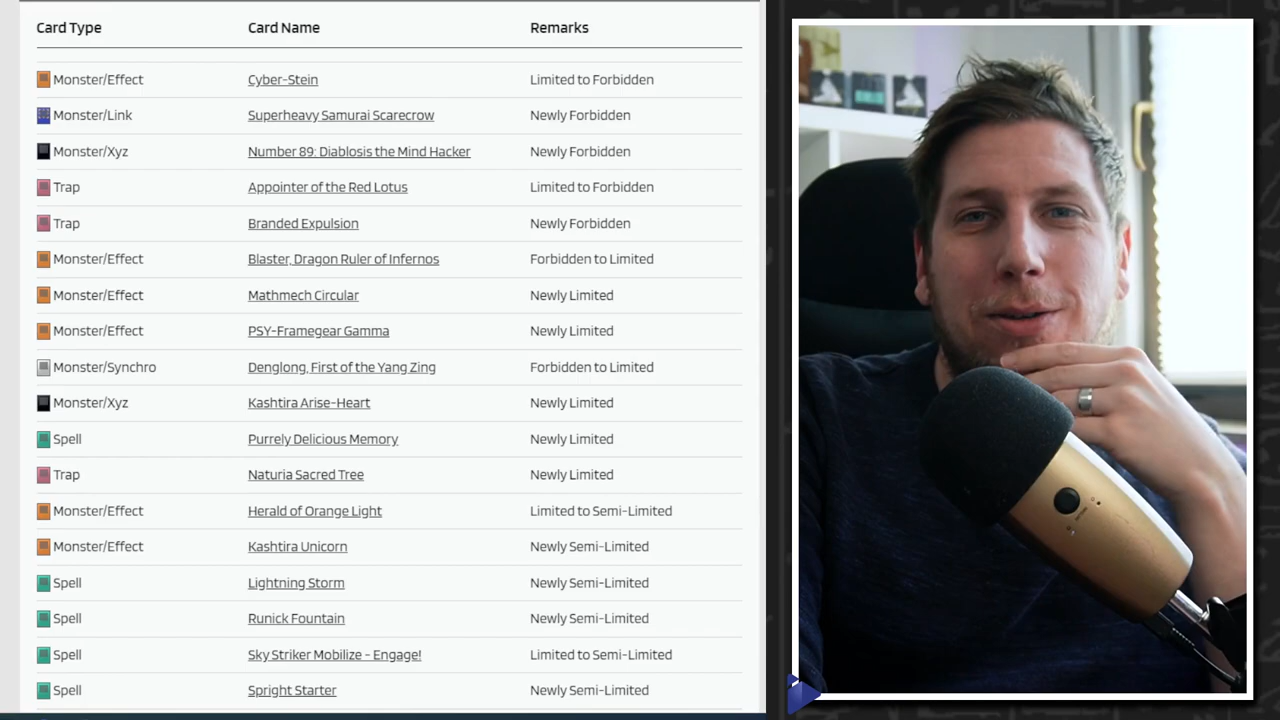 Card Type Card Name Remarks
Monster/Effect Cyber-Stein Limited to Forbidden
Monster/Link Superheavy Samurai Scarecrow Newly Forbidden
Monster/Xyz Number 89: Diablosis the Mind Hacker Newly Forbidden
Trap Appointer of the Red Lotus Limited to Forbidden
Trap Branded Expulsion Newly Forbidden
Monster/Effect Blaster, Dragon Ruler of Infernos Forbidden to Limited
Monster/Effect Mathmech Circular Newly Limited
Monster/Effect PSY-Framegear Gamma Newly Limited
Monster/Synchro Denglong, First of the Yang Zing Forbidden to Limited
Monster/Xyz Kashtira Arise-Heart Newly Limited
Spell Purrely Delicious Memory Newly Limited
Trap Naturia Sacred Tree Newly Limited
Monster/Effect Herald of Orange Light Limited to Semi-Limited
Monster/Effect Kashtira Unicorn Newly Semi-Limited
Spell Lightning Storm Newly Semi-Limited
Spell Runick Fountain Newly Semi-Limited
Spell Sky Striker Mobilize - Engage! Limited to Semi-Limited
Spell Spright Starter Newly Semi-Limited